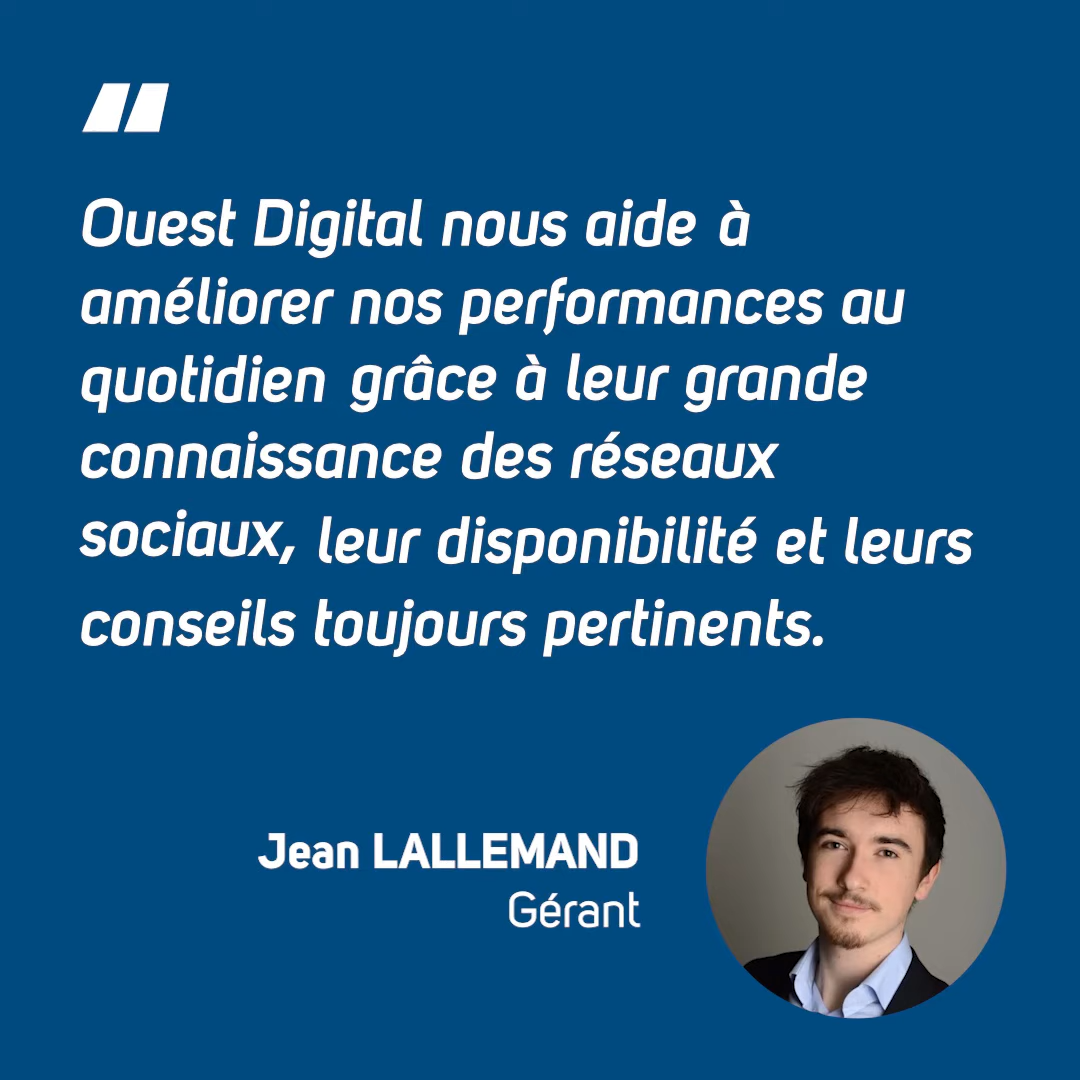 "
Ouest Digital nous aide à
améliorer nos performances au
quotidien grâce à leur grande
connaissance des réseaux
sociaux, leur disponibilité et leurs
conseils toujours pertinents.
Jean LALLEMAND
Gérant